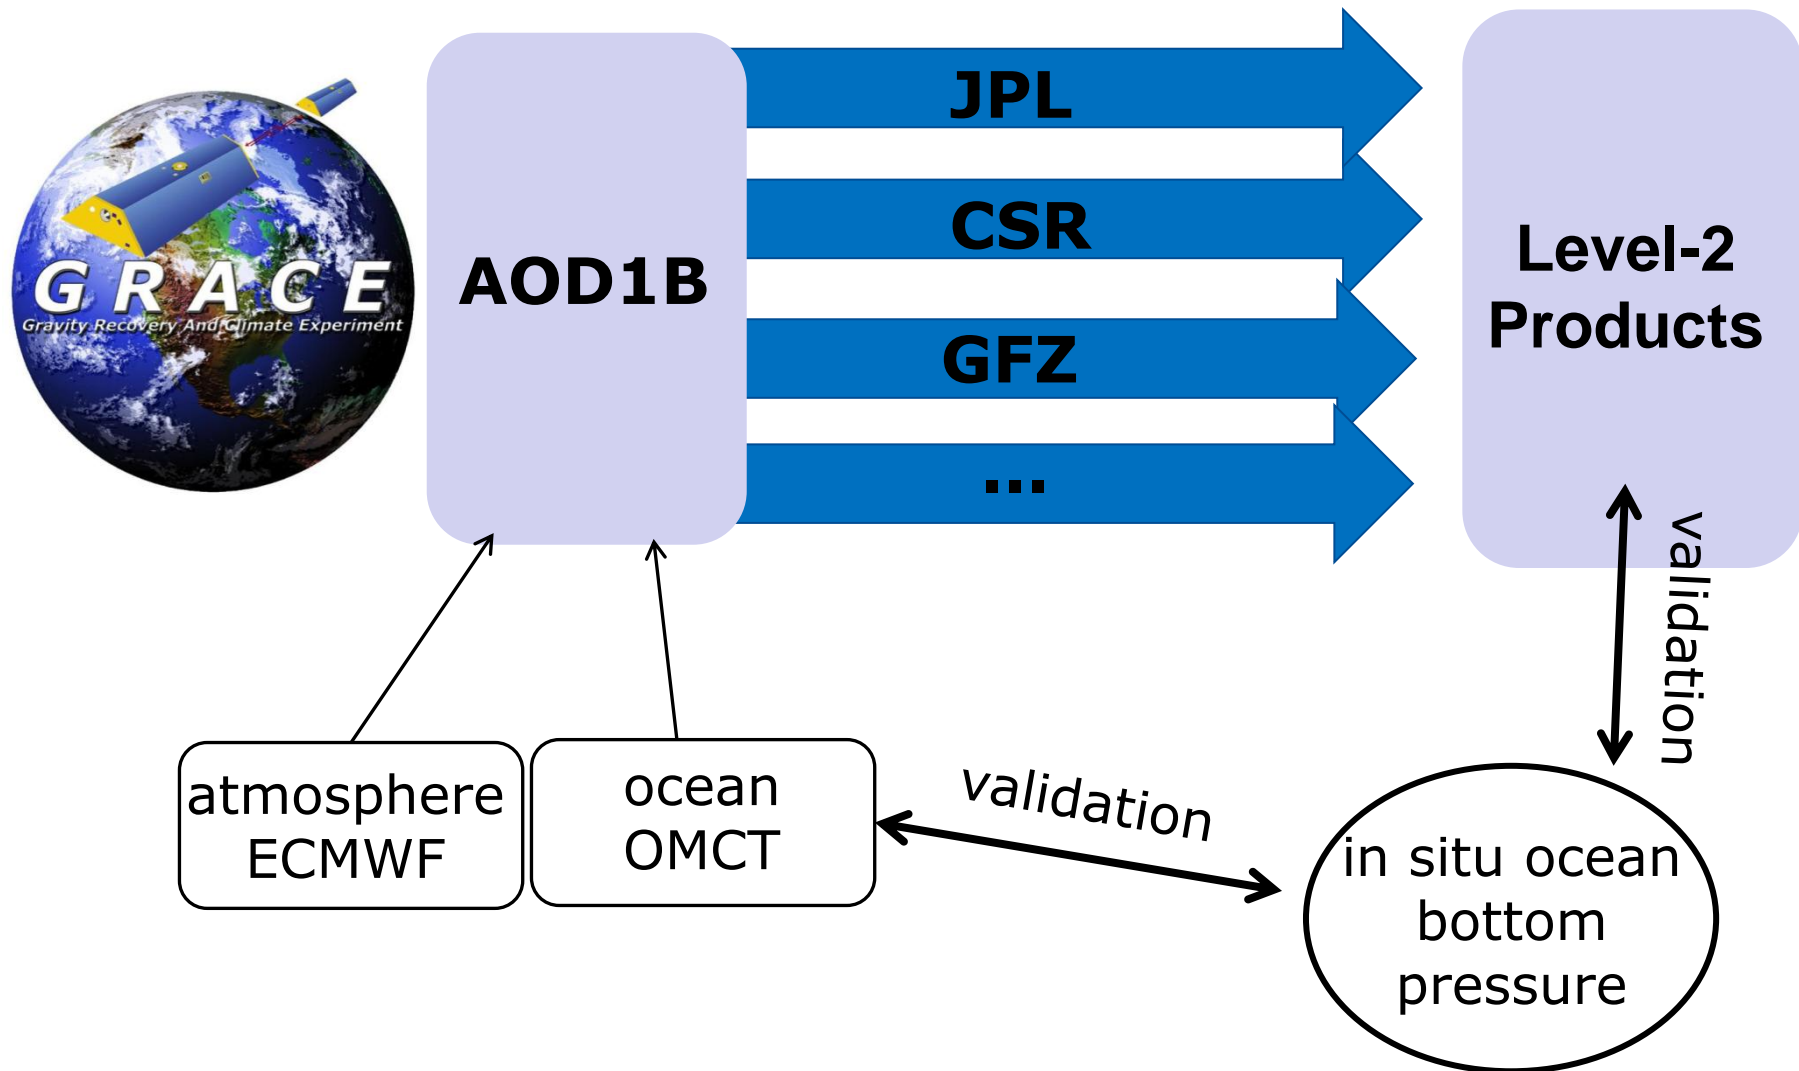 G R A C E
Gravity Recovery And Climate Experiment
AOD1B
JPL
CSR
GFZ
...
Level-2
Products
validation
atmosphere
ECMWF
ocean
OMCT
validation
in situ ocean
bottom
pressure